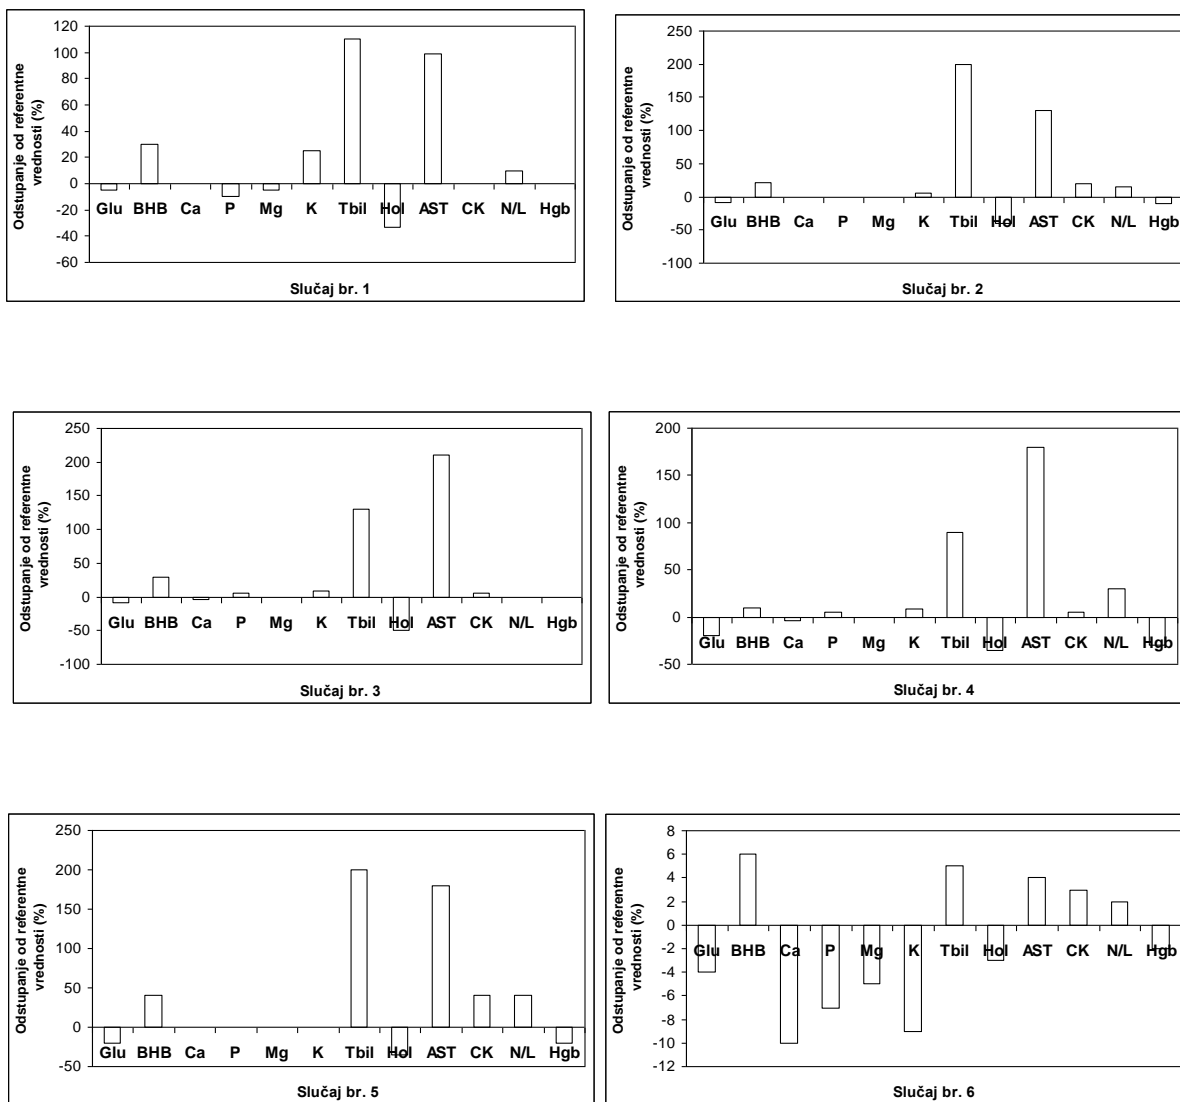 Odstupanje od referentne
vrednosti (%)
120
100
80
60
40
20
0
-20
-40
-60
Glu BHB Ca P Mg K Tbil Hol AST CK N/L Hgb
Slučaj br. 1
Odstupanje od referentne
vrednosti (%)
250
200
150
100
50
0
-50
-100
Glu BHB Ca P Mg K Tbil Hol AST CK N/L Hgb
Slučaj br. 2
Odstupanje od referentne
vrednosti (%)
250
200
150
100
50
0
-50
-100
Glu BHB Ca P Mg K Tbil Hol AST CK N/L Hgb
Slučaj br. 3
Odstupanje od referentne
vrednosti (%)
200
150
100
50
0
-50
Glu BHB Ca P Mg K Tbil Hol AST CK N/L Hgb
Slučaj br. 4
Odstupanje od referentne
vrednosti (%)
250
200
150
100
50
0
-50
Glu BHB Ca P Mg K Tbil Hol AST CK N/L Hgb
Slučaj br. 5
Odstupanje od referentne
vrednosti (%)
8
6
4
2
0
-2
-4
-6
-8
-10
-12
Glu BHB Ca P Mg K Tbil Hol AST CK N/L Hgb
Slučaj br. 6